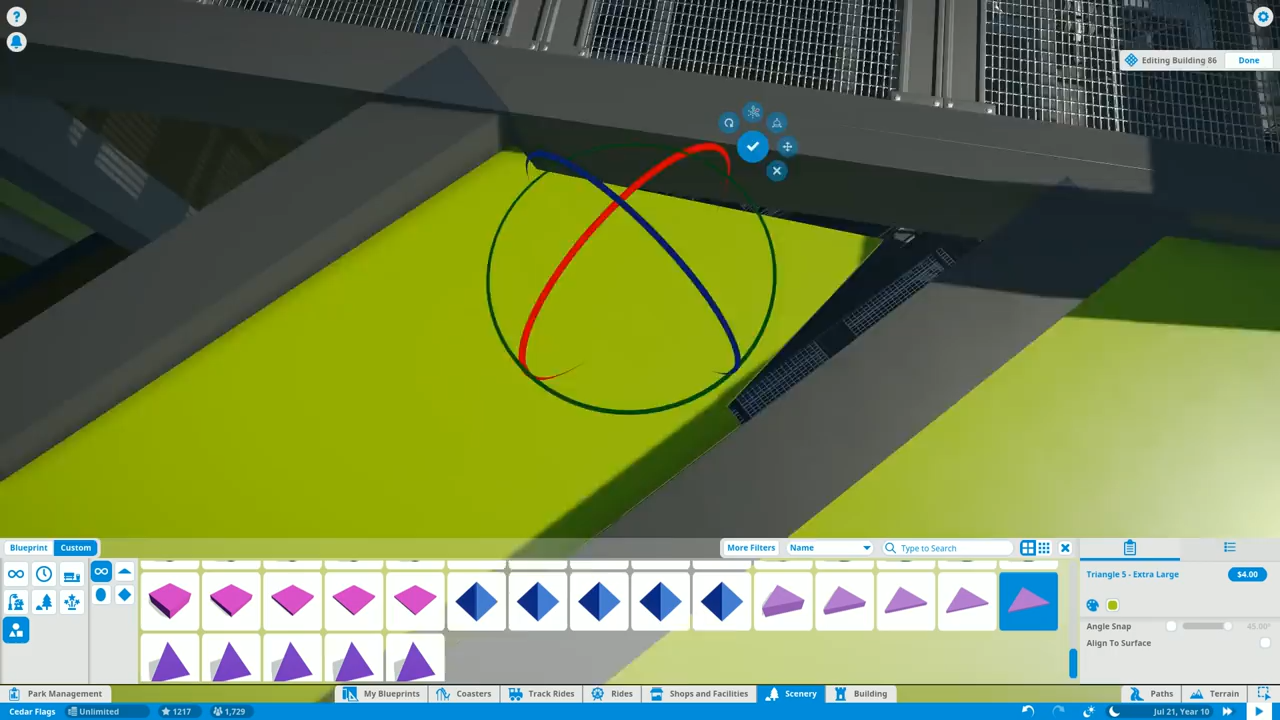 ?
Editing Building 86 Done
Blueprint Custom More Filters Name Type to Search
Triangle 5 - Extra Large $4.00
Angle Snap 45.00°
Align To Surface
Park Management My Blueprints Coasters Track Rides Rides Shops and Facilities Scenery Building Paths Terrain
Cedar Flags Unlimited 1217 1,729 Jul 21, Year 10